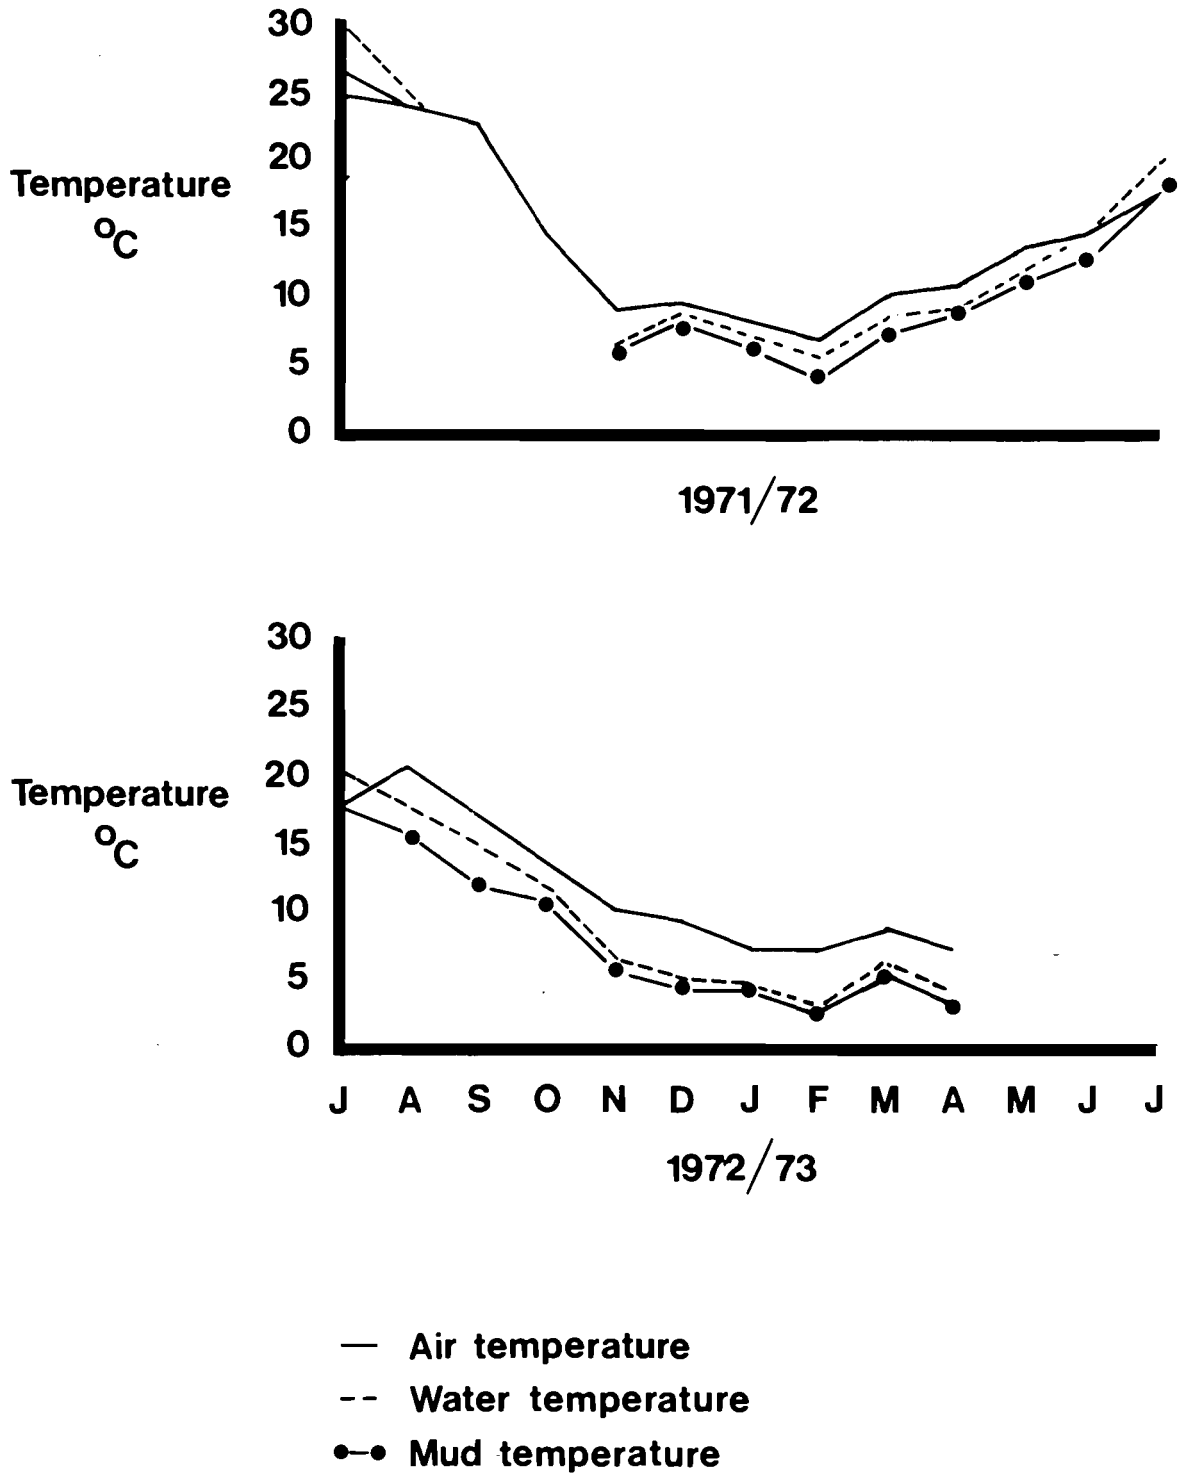 30
25
20
15
10
5
0
Temperature
°C
1971/72
30
25
20
15
10
5
0
Temperature
°C
J A S O N D J F M A M J J
1972/73
Air temperature
Water temperature
Mud temperature